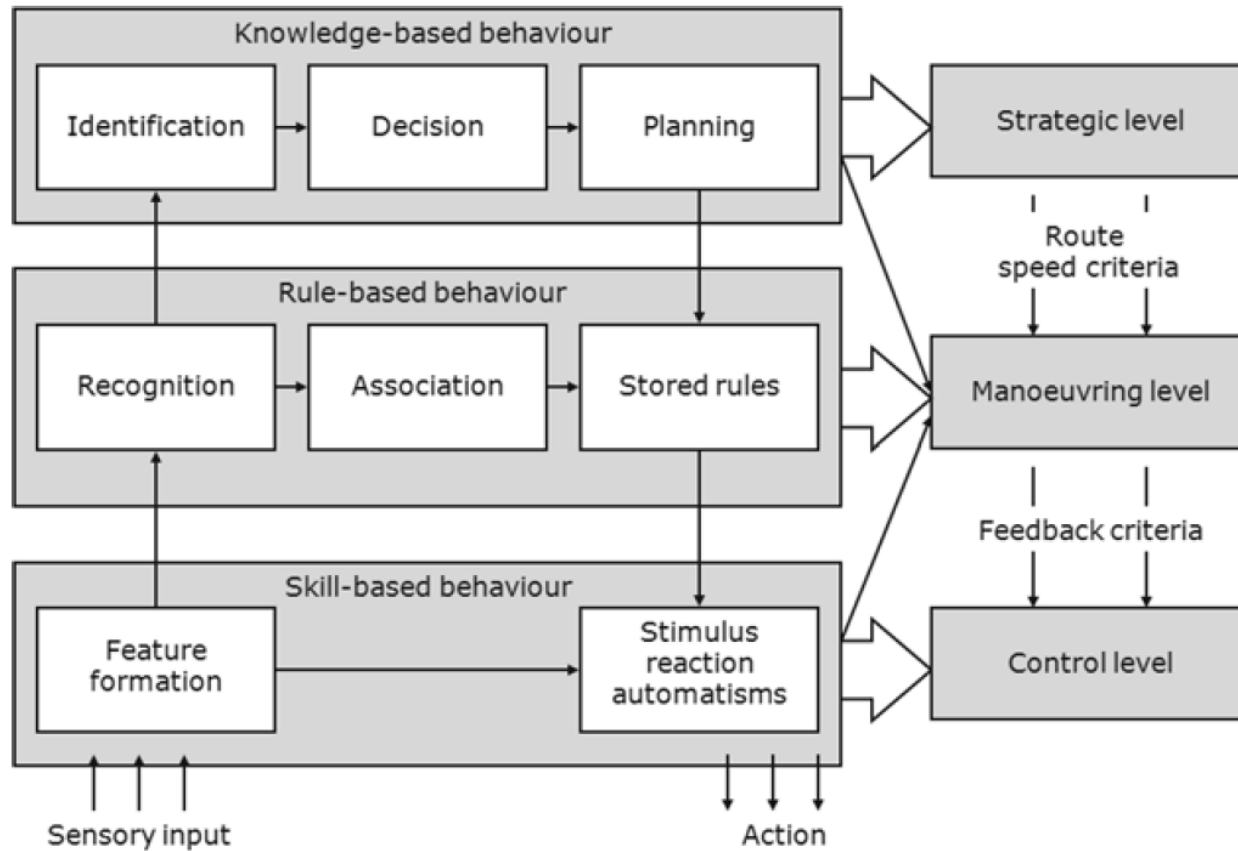 Knowledge-based behaviour
Identification
Decision
Planning
Strategic level
Route
speed criteria
Rule-based behaviour
Recognition
Association
Stored rules
Manoeuvring level
Feedback criteria
Skill-based behaviour
Feature
formation
Stimulus
reaction
automatisms
Control level
Sensory input
Action